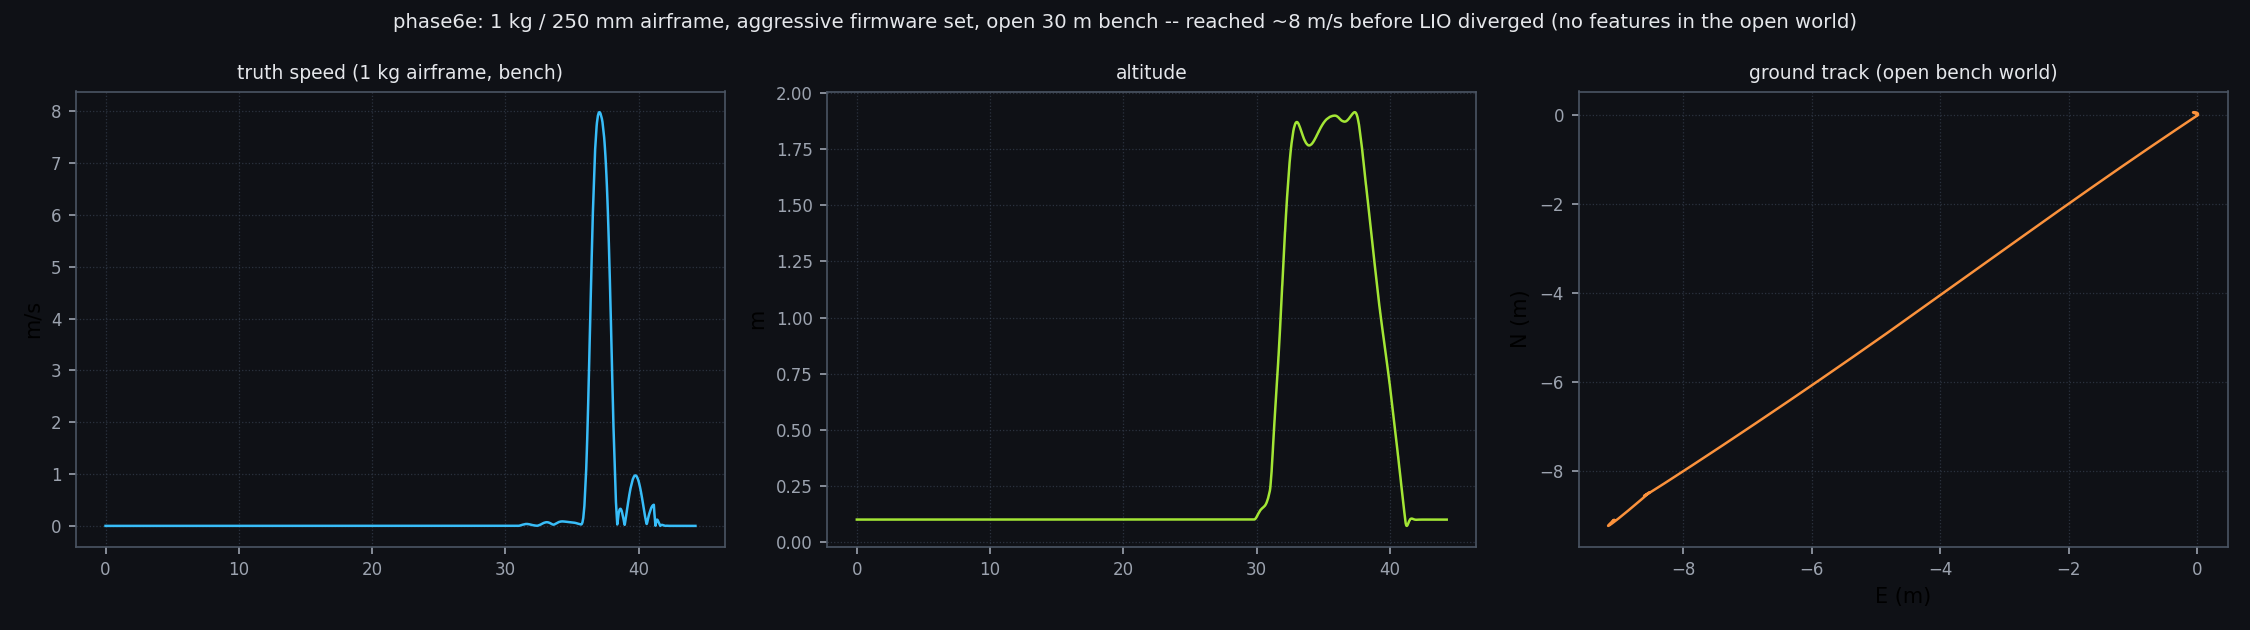 phase6e: 1 kg / 250 mm airframe, aggressive firmware set, open 30 m bench -- reached ~8 m/s before LIO diverged (no features in the open world)
truth speed (1 kg airframe, bench)
8
7
6
5
4
3
2
1
0
m/s
0 10 20 30 40
altitude
2.00
1.75
1.50
1.25
1.00
0.75
0.50
0.25
0.00
m
0 10 20 30 40
ground track (open bench world)
0
−2
−4
−6
−8
N (m)
−8 −6 −4 −2 0
E (m)